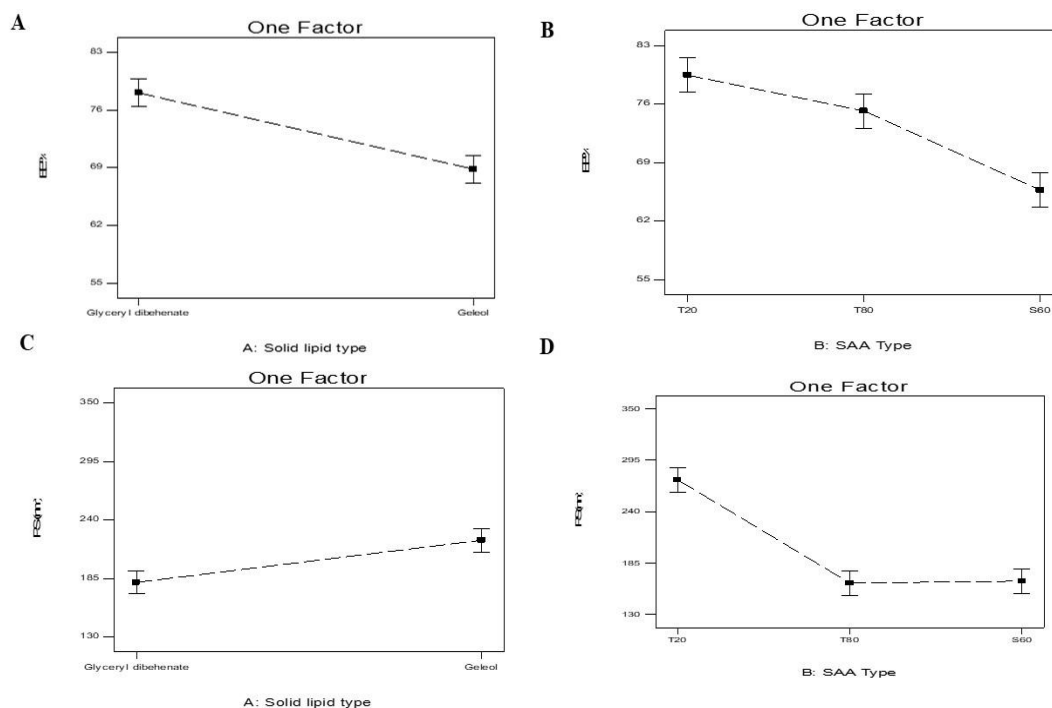 A
One Factor
83
76
69
62
55
Glyceryl dibehenate
Geleol
A: Solid lipid type
B
One Factor
83
76
69
62
55
T20
T80
S60
B: SAA Type
C
One Factor
350
295
240
185
130
Glyceryl dibehenate
Geleol
A: Solid lipid type
D
One Factor
350
295
240
185
130
T20
T80
S60
B: SAA Type